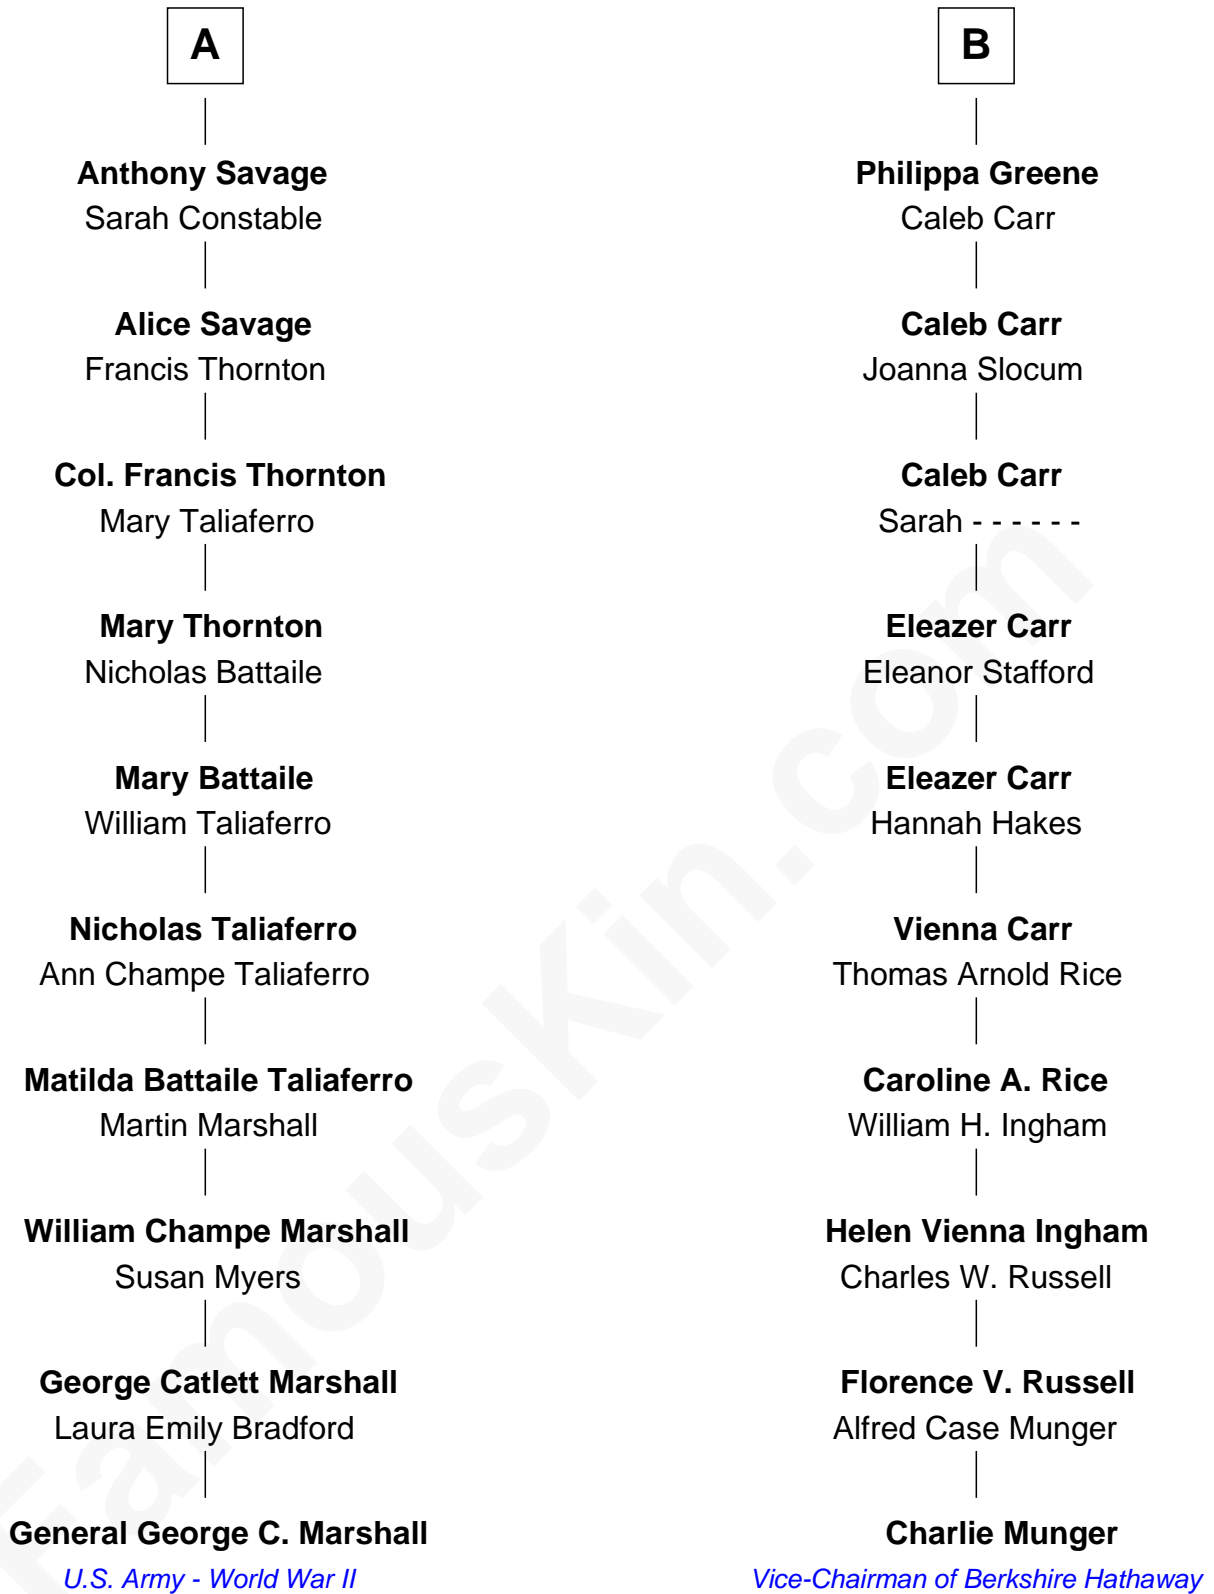 A
Anthony Savage
Sarah Constable
Alice Savage
Francis Thornton
Col. Francis Thornton
Mary Taliaferro
Mary Thornton
Nicholas Battaile
Mary Battaile
William Taliaferro
Nicholas Taliaferro
Ann Champe Taliaferro
Matilda Battaile Taliaferro
Martin Marshall
William Champe Marshall
Susan Myers
George Catlett Marshall
Laura Emily Bradford
General George C. Marshall
U.S. Army - World War II
B
Philippa Greene
Caleb Carr
Caleb Carr
Joanna Slocum
Caleb Carr
Sarah - - - - - -
Eleazer Carr
Eleanor Stafford
Eleazer Carr
Hannah Hakes
Vienna Carr
Thomas Arnold Rice
Caroline A. Rice
William H. Ingham
Helen Vienna Ingham
Charles W. Russell
Florence V. Russell
Alfred Case Munger
Charlie Munger
Vice-Chairman of Berkshire Hathaway
FamousKin.com